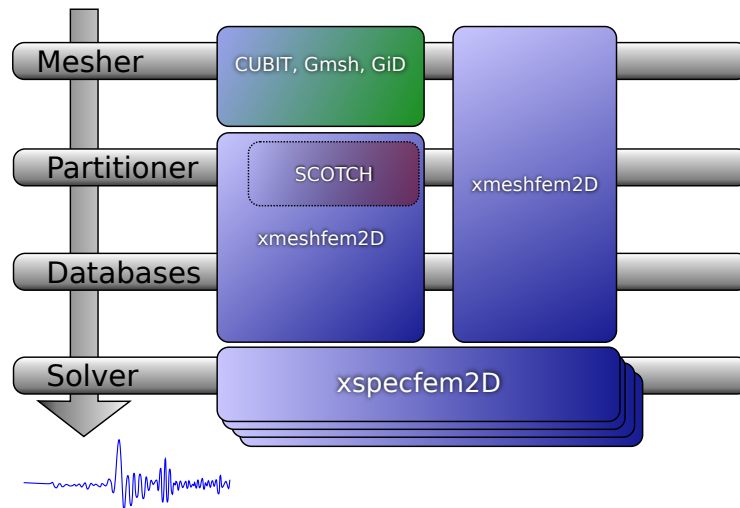 Mesher
CUBIT, Gmsh, GiD
Partitioner
SCOTCH
xmeshfem2D
xmeshfem2D
Databases
Solver
xspecfem2D